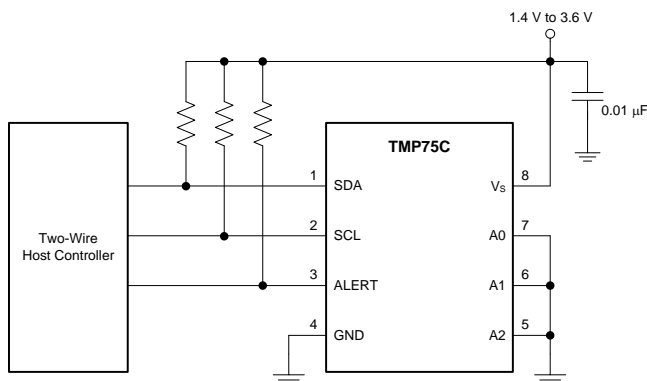 1.4 V to 3.6 V
0.01 μF
TMP75C
Two-Wire
Host Controller
1 SDA
2 SCL
3 ALERT
4 GND
Vs 8
A0 7
A1 6
A2 5